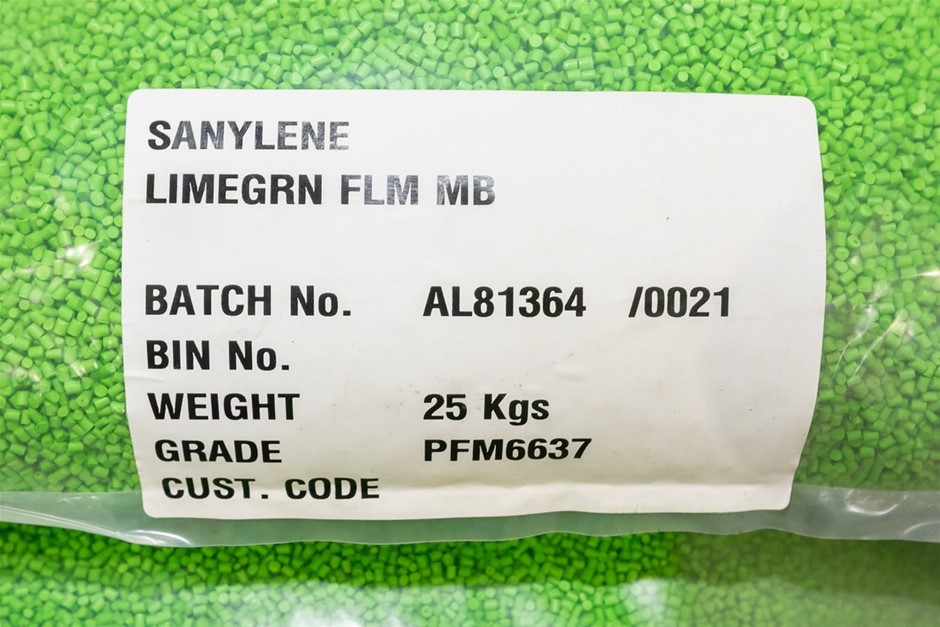 SANYLENE
LIMEGRN FLM MB
BATCH No. AL81364 /0021
BIN No.
WEIGHT 25 Kgs
GRADE PFM6637
CUST. CODE